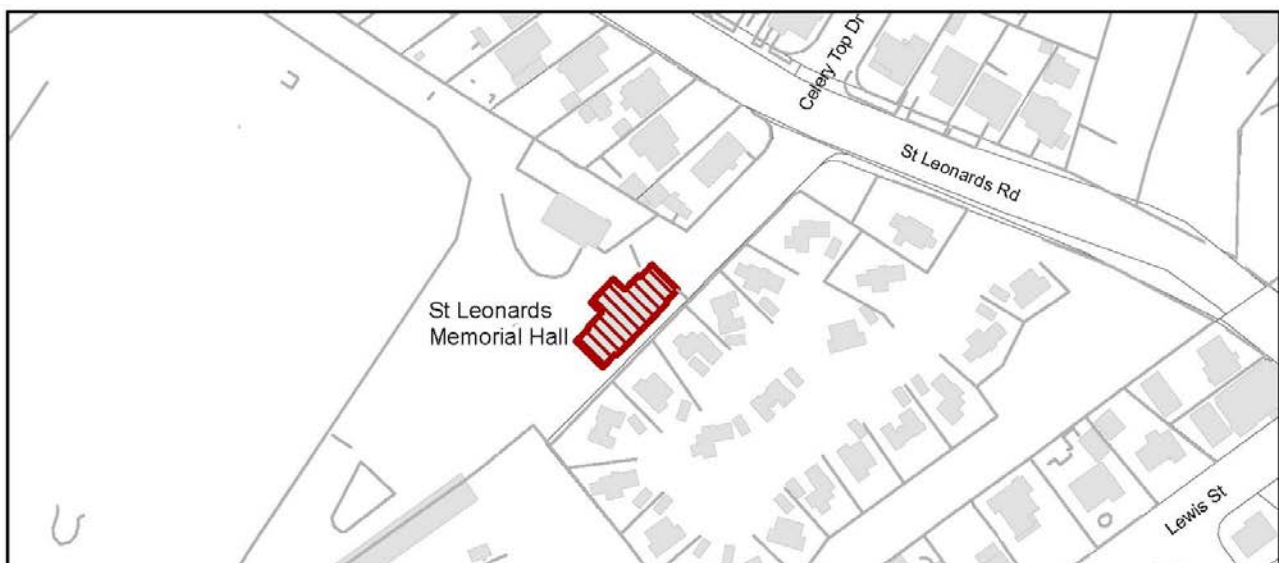 Celery Top Dr
St Leonards Rd
St Leonards
Memorial Hall
Lewis St